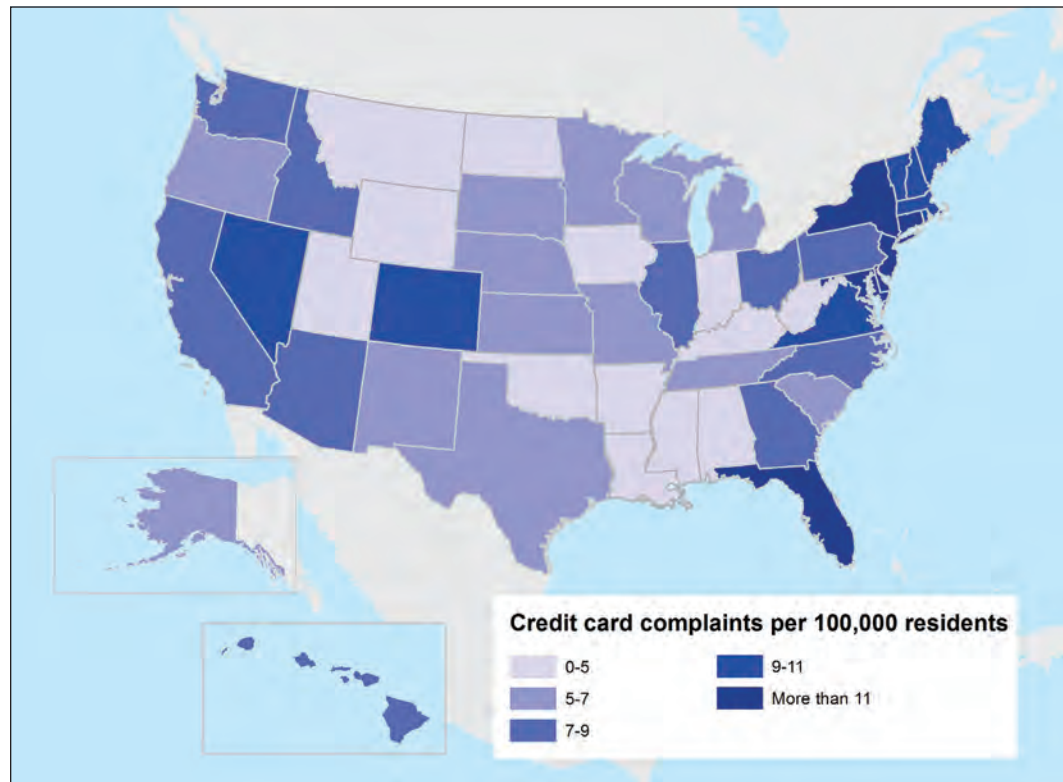 Credit card complaints per 100,000 residents
0-5
5-7
7-9
9-11
More than 11